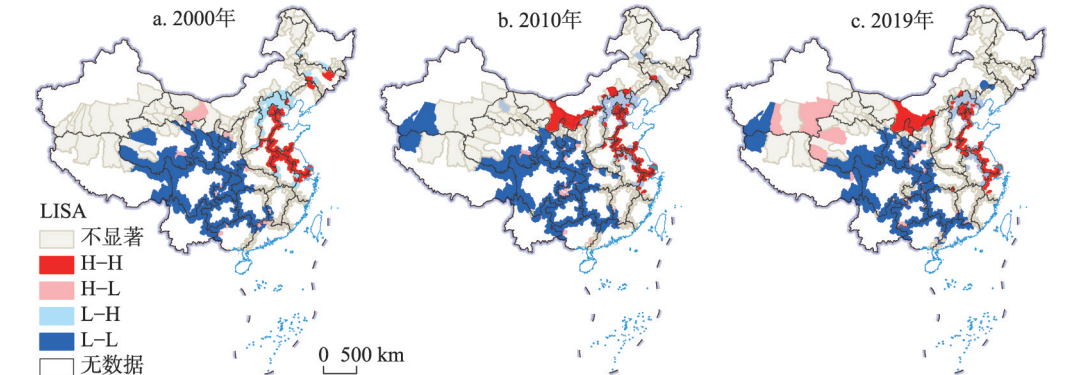 a. 2000年
b. 2010年
c. 2019年
LISA
不显著
H–H
H–L
L–H
L–L
无数据
0 500 km